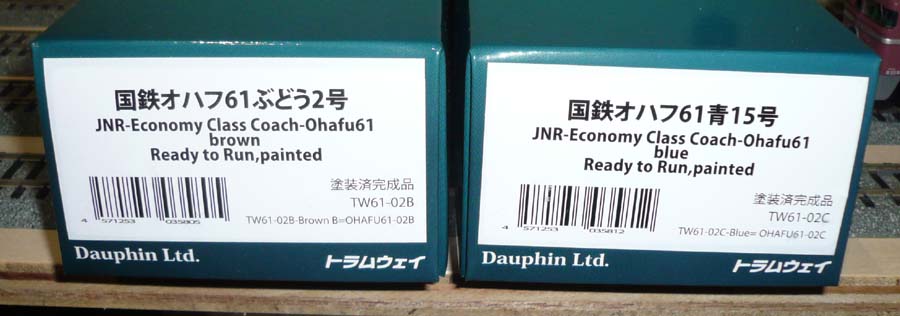 国鉄オハフ61ぶどう2号
JNR-Economy Class Coach-Ohafu61
brown
Ready to Run,painted
塗装済完成品
TW61-02B
4 571253 035805
TW61-02B-Brown B=OHAFU61-02B
Dauphin Ltd.
トラムウェイ
国鉄オハフ61青15号
JNR-Economy Class Coach-Ohafu61
blue
Ready to Run,painted
塗装済完成品
TW61-02C
4 571253 035812
TW61-02C-Blue= OHAFU61-02C
Dauphin Ltd.
トラムウェイ